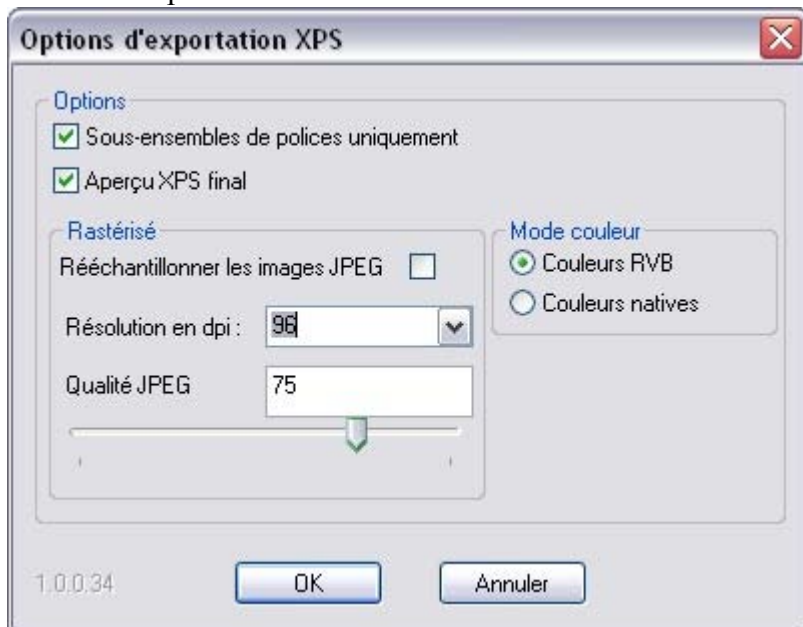 Options d'exportation XPS
Options
Sous-ensembles de polices uniquement
Aperçu XPS final
Rastérisé
Rééchantillonner les images JPEG
Résolution en dpi : 96
Qualité JPEG 75
Mode couleur
Couleurs RVB
Couleurs natives
1.0.0.34
OK
Annuler